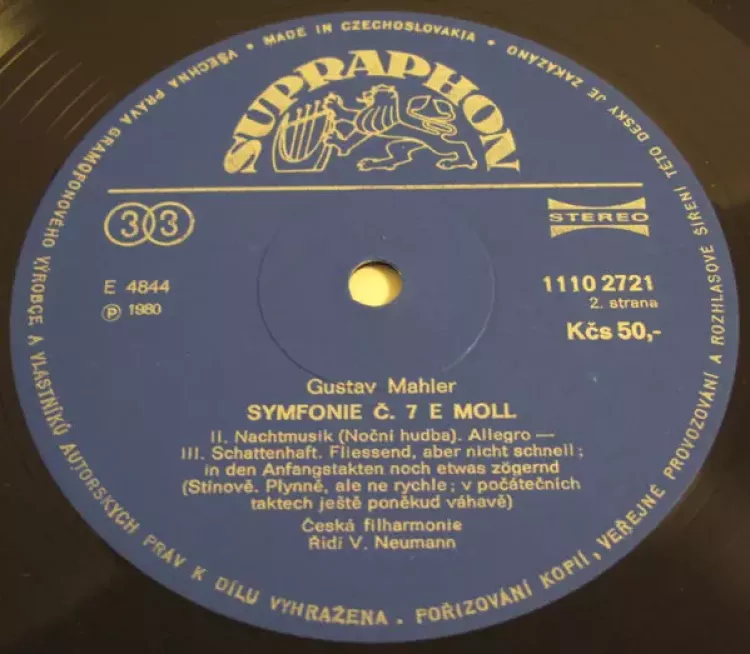 VŠECHNA PRÁVA GRAMOFONOVÉHO VÝROBCE A VLASTNÍKŮ AUTORSKÝCH PRÁV K DÍLU VYHRAŽENA. POŘIZOVÁNÍ KOPIÍ, VEŘEJNÉ PROVOZOVÁNÍ A ROZHLASOVÉ ŠÍŘENÍ TÉTO DESKY JE ZAKÁZÁNO • MADE IN CZECHOSLOVAKIA •
SUPRAPHON
33
STEREO
E 4844
1110 2721
Ⓟ 1980
2. strana
Kčs 50,-
Gustav Mahler
SYMFONIE Č. 7 E MOLL
II. Nachtmusik (Noční hudba). Allegro —
III. Schattenhaft. Fliessend, aber nicht schnell;
in den Anfangstakten noch etwas zögernd
(Stínově. Plynně, ale ne rychle; v počátečních
taktech ještě poněkud váhavě)
Česká filharmonie
Řídí V. Neumann